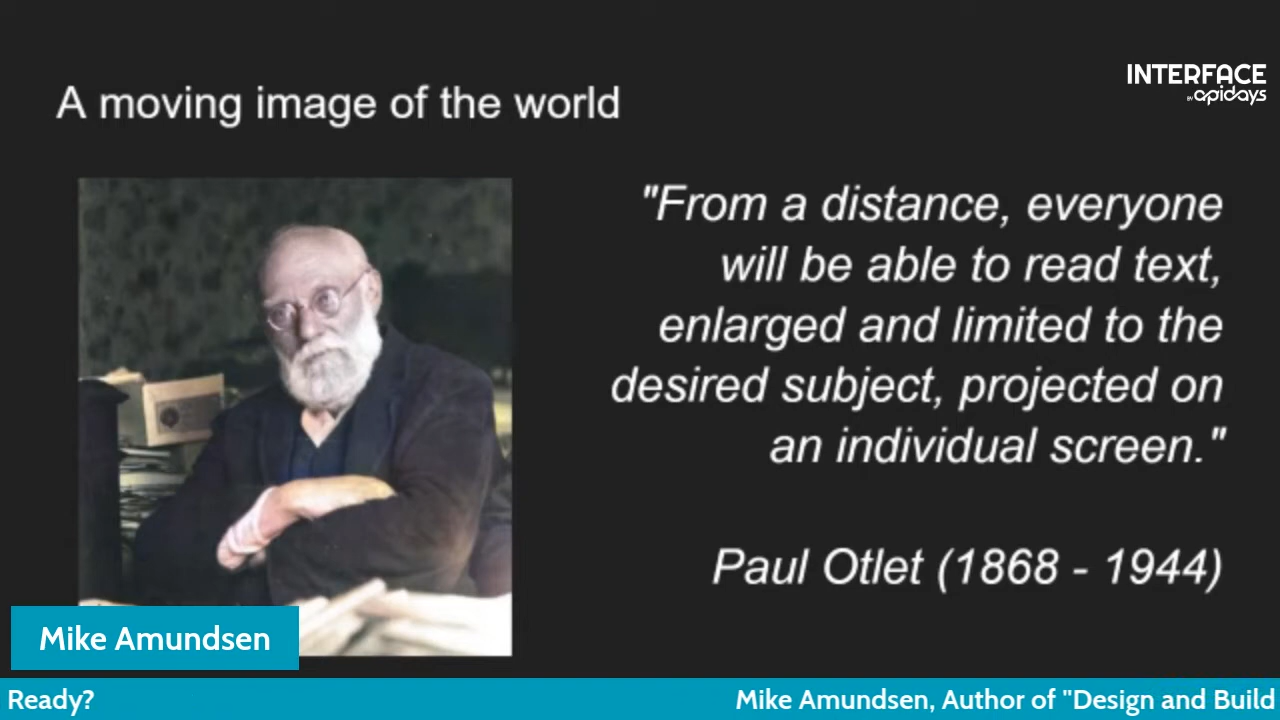 A moving image of the world
INTERFACE
BY apidays
"From a distance, everyone
will be able to read text,
enlarged and limited to the
desired subject, projected on
an individual screen."
Paul Otlet (1868 - 1944)
Mike Amundsen
Ready?
Mike Amundsen, Author of "Design and Build